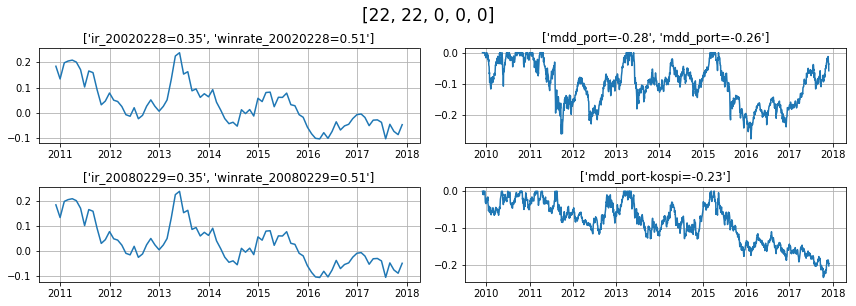 [22, 22, 0, 0, 0]
['ir_20020228=0.35', 'winrate_20020228=0.51']
0.2
0.1
0.0
−0.1
2011 2012 2013 2014 2015 2016 2017 2018
['mdd_port=-0.28', 'mdd_port=-0.26']
0.0
−0.1
−0.2
2010 2011 2012 2013 2014 2015 2016 2017 2018
['ir_20080229=0.35', 'winrate_20080229=0.51']
0.2
0.1
0.0
−0.1
2011 2012 2013 2014 2015 2016 2017 2018
['mdd_port-kospi=-0.23']
0.0
−0.1
−0.2
2010 2011 2012 2013 2014 2015 2016 2017 2018